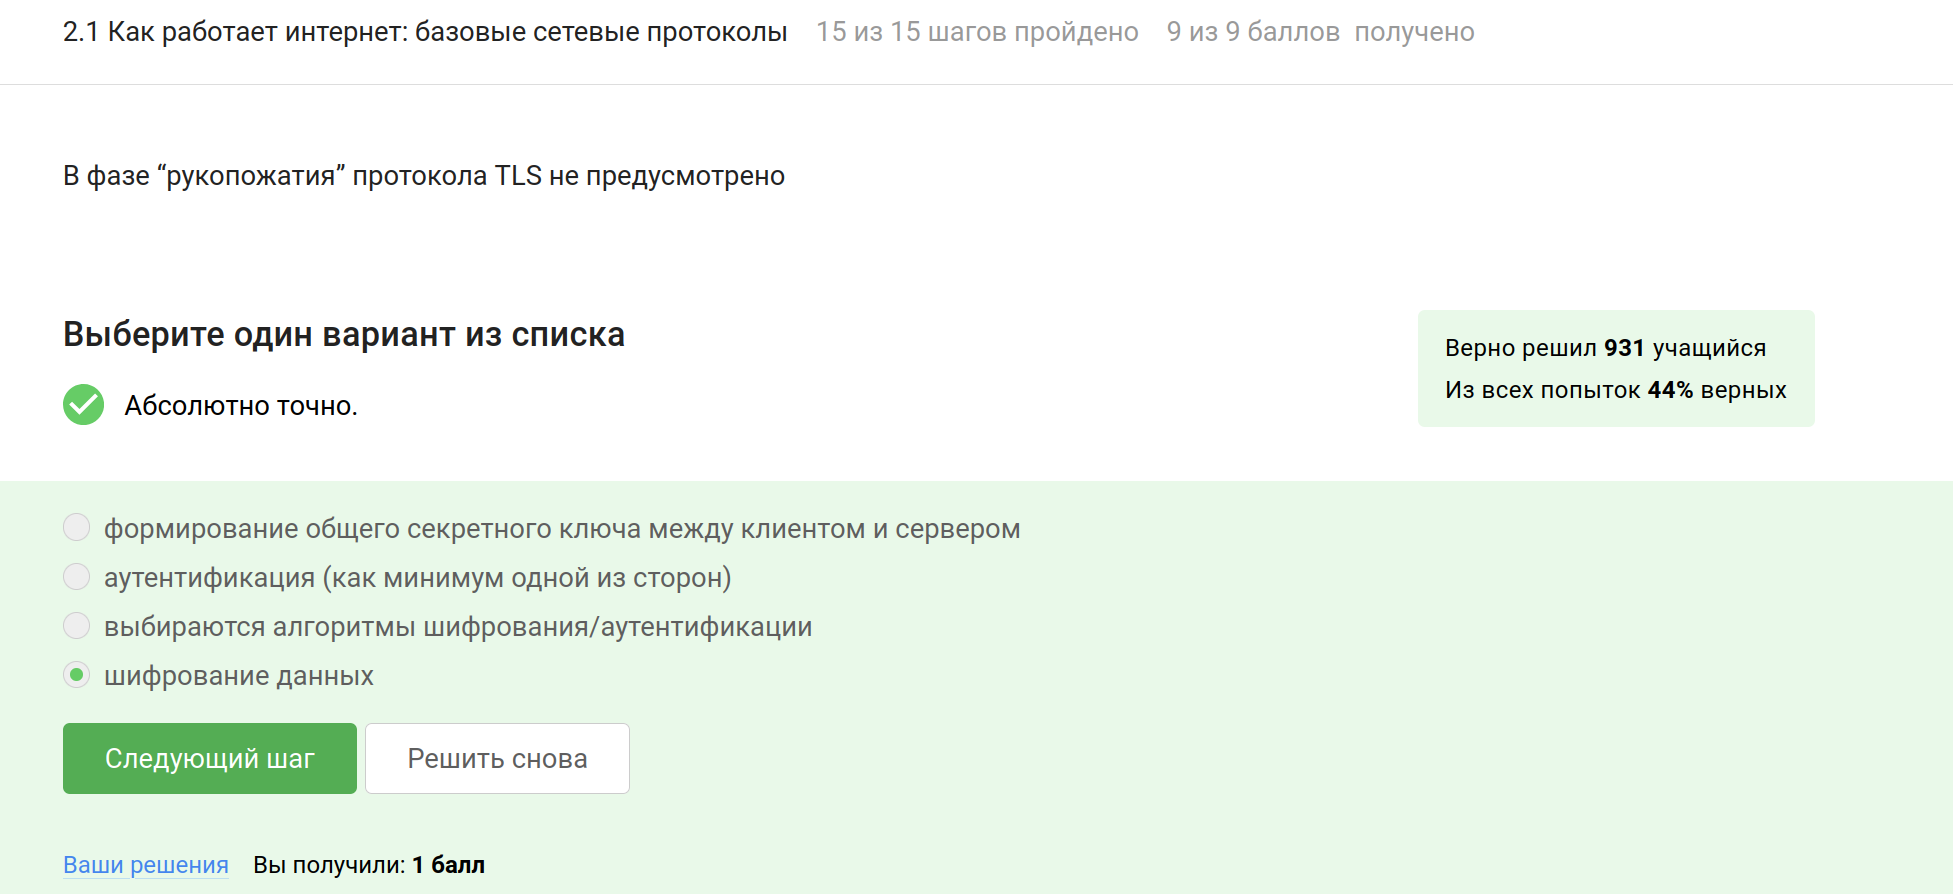 2.1 Как работает интернет: базовые сетевые протоколы 15 из 15 шагов пройдено 9 из 9 баллов получено
В фазе “рукопожатия” протокола TLS не предусмотрено
Выберите один вариант из списка
Абсолютно точно.
Верно решил 931 учащийся
Из всех попыток 44% верных
формирование общего секретного ключа между клиентом и сервером
аутентификация (как минимум одной из сторон)
выбираются алгоритмы шифрования/аутентификации
шифрование данных
Следующий шаг Решить снова
Ваши решения Вы получили: 1 балл